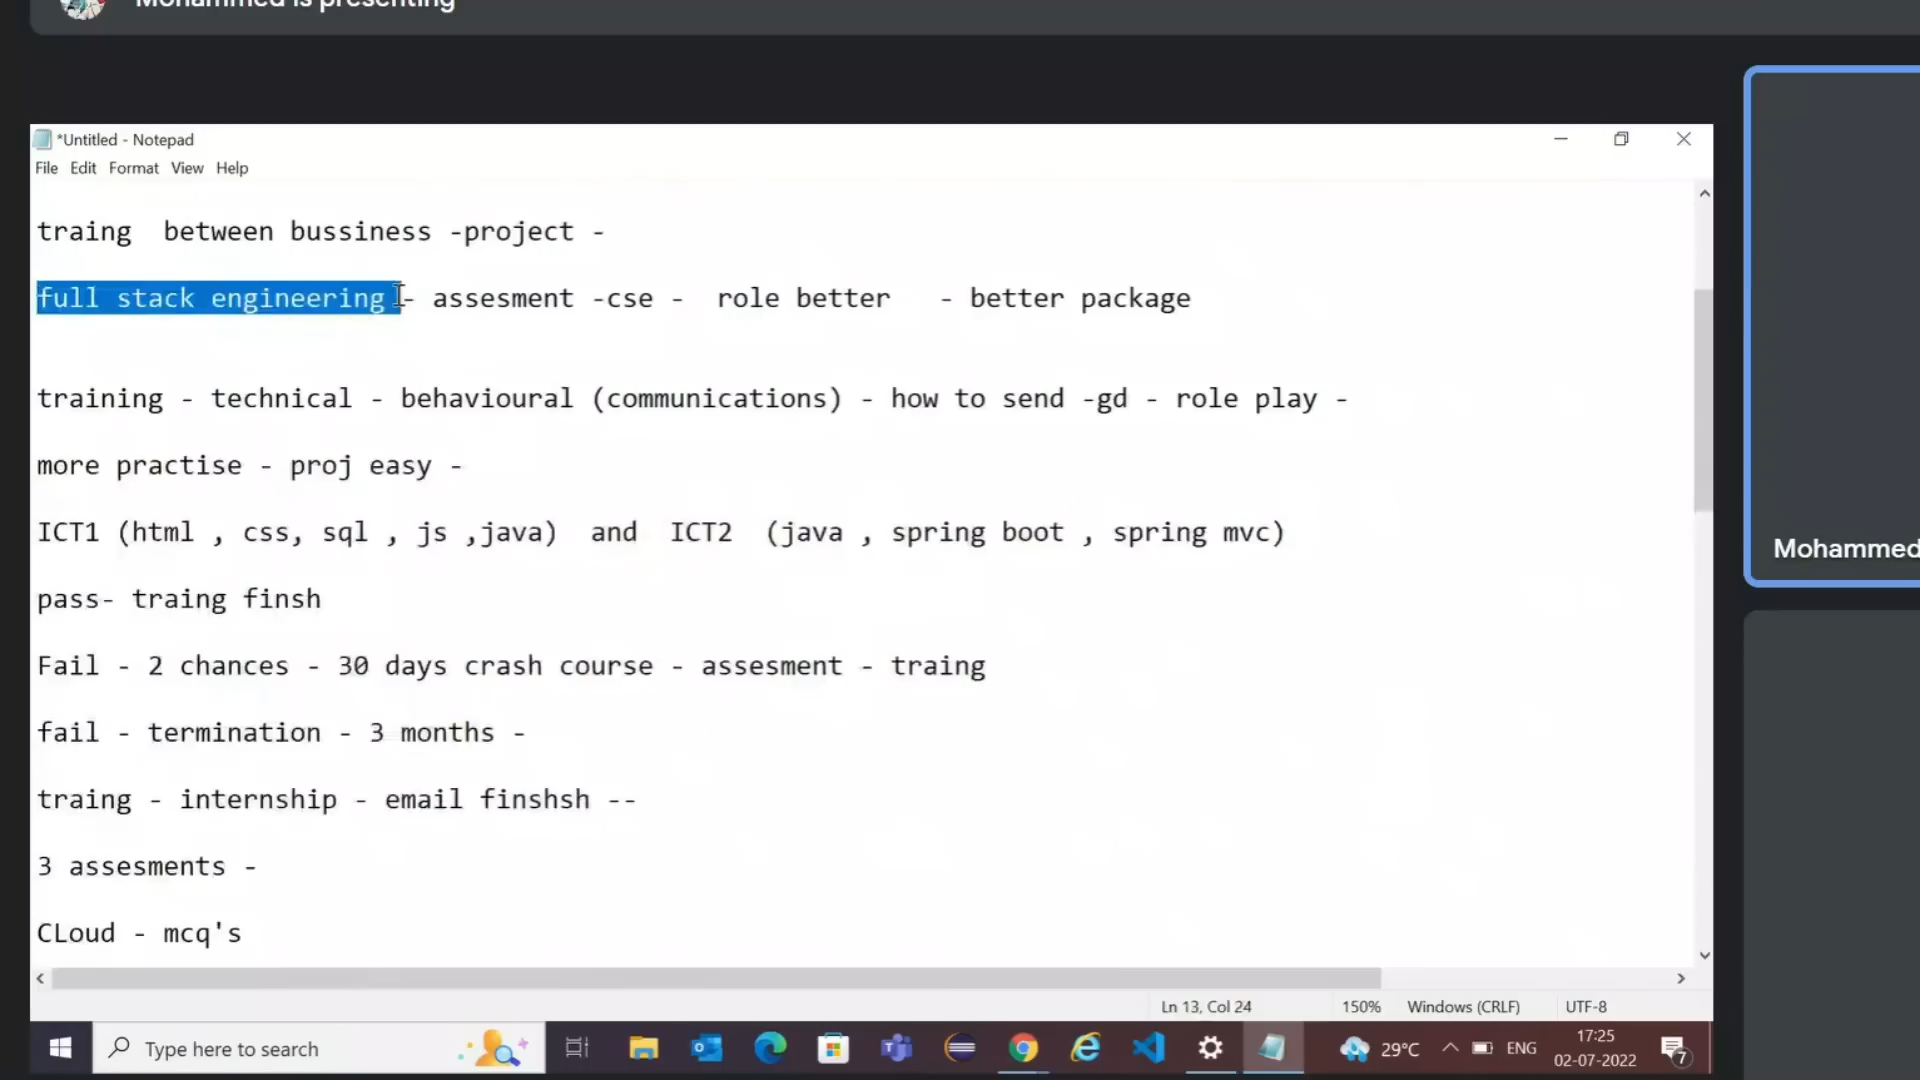 Mohammed is presenting
*Untitled - Notepad
File Edit Format View Help
traing  between bussiness -project -
full stack engineering - assesment -cse -  role better   - better package
training - technical - behavioural (communications) - how to send -gd - role play -
more practise - proj easy -
ICT1 (html , css, sql , js ,java)  and  ICT2  (java , spring boot , spring mvc)
pass- traing finsh
Fail - 2 chances - 30 days crash course - assesment - traing
fail - termination - 3 months -
traing - internship - email finshsh --
3 assesments -
CLoud - mcq's
Mohammed
Ln 13, Col 24 150% Windows (CRLF) UTF-8
Type here to search 29°C ENG 17:25
02-07-2022 7